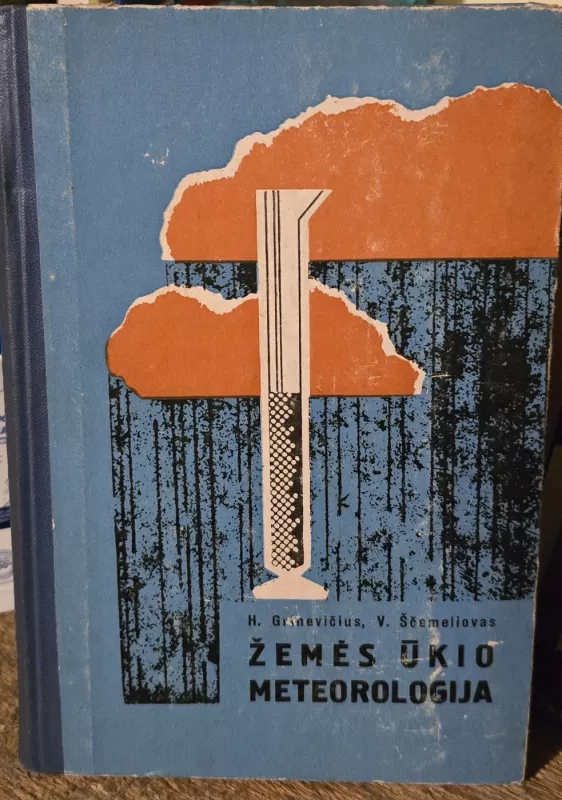 H. Grinevičius, V. Ščemeliovas
ŽEMĖS ŪKIO
METEOROLOGIJA